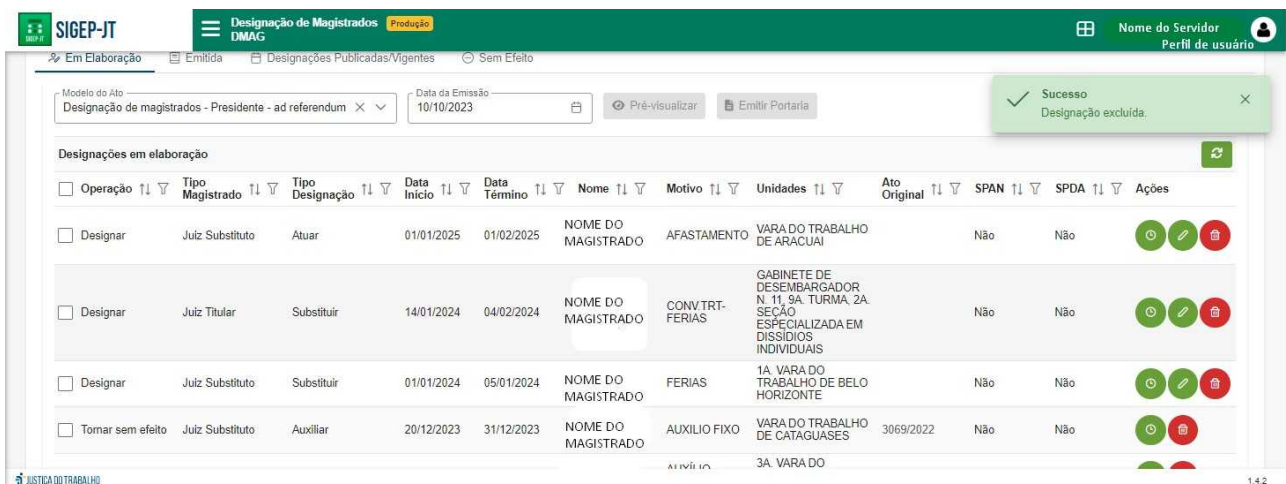 SIGEP-JT
SIGEP-JT
Designação de Magistrados Produção
DMAG
Nome do Servidor
Perfil de usuário
Em Elaboração Emitida Designações Publicadas/Vigentes Sem Efeito
Modelo do Ato Data da Emissão
Designação de magistrados - Presidente - ad referendum 10/10/2023 Pré-visualizar Emitir Portaria
Sucesso
Designação excluída.
Designações em elaboração
Operação Tipo Magistrado Tipo Designação Data Início Data Término Nome Motivo Unidades Ato Original SPAN SPDA Ações
Designar Juiz Substituto Atuar 01/01/2025 01/02/2025 NOME DO MAGISTRADO AFASTAMENTO VARA DO TRABALHO DE ARACUAI Não Não
Designar Juiz Titular Substituir 14/01/2024 04/02/2024 NOME DO MAGISTRADO CONV.TRT-FERIAS GABINETE DE DESEMBARGADOR N. 11, 9A. TURMA, 2A. SEÇÃO ESPECIALIZADA EM DISSÍDIOS INDIVIDUAIS Não Não
Designar Juiz Substituto Substituir 01/01/2024 05/01/2024 NOME DO MAGISTRADO FERIAS 1A. VARA DO TRABALHO DE BELO HORIZONTE Não Não
Tornar sem efeito Juiz Substituto Auxiliar 20/12/2023 31/12/2023 NOME DO MAGISTRADO AUXILIO FIXO VARA DO TRABALHO DE CATAGUASES 3069/2022 Não Não
AUXÍLIO 3A. VARA DO
JUSTIÇA DO TRABALHO 1.4.2